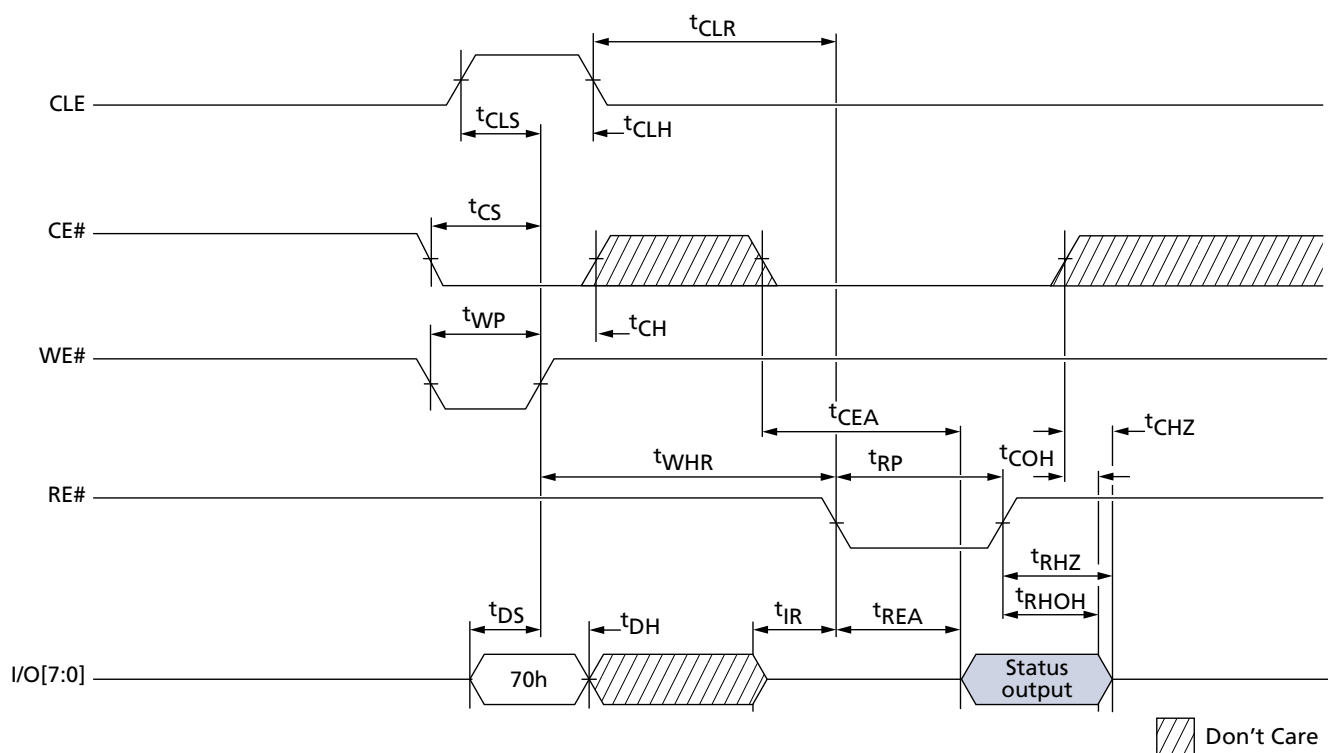 tCLR
CLE
tCLS
tCLH
tCS
CE#
tWP
tCH
WE#
tCEA
tCHZ
tWHR
tRP
tCOH
RE#
tRHZ
tDS
tDH
tIR
tREA
tRHOH
I/O[7:0]
70h
Status
output
Don't Care